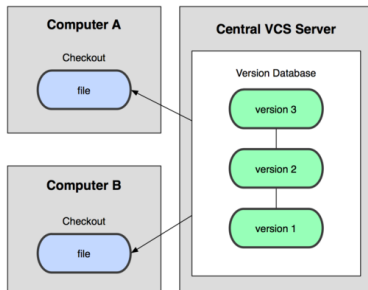 Computer A
Checkout
file
Computer B
Checkout
file
Central VCS Server
Version Database
version 3
version 2
version 1